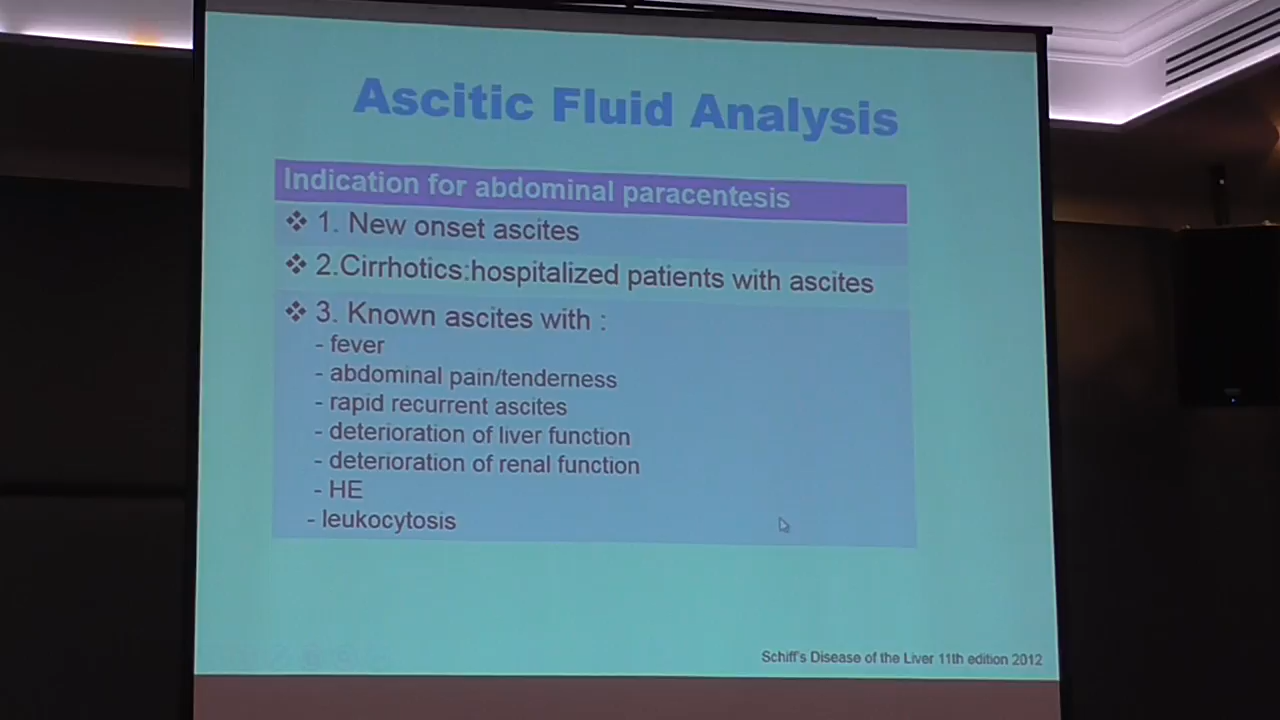 Ascitic Fluid Analysis
Indication for abdominal paracentesis
❖ 1. New onset ascites
❖ 2.Cirrhotics:hospitalized patients with ascites
❖ 3. Known ascites with :
- fever
- abdominal pain/tenderness
- rapid recurrent ascites
- deterioration of liver function
- deterioration of renal function
- HE
- leukocytosis
Schiff's Disease of the Liver 11th edition 2012